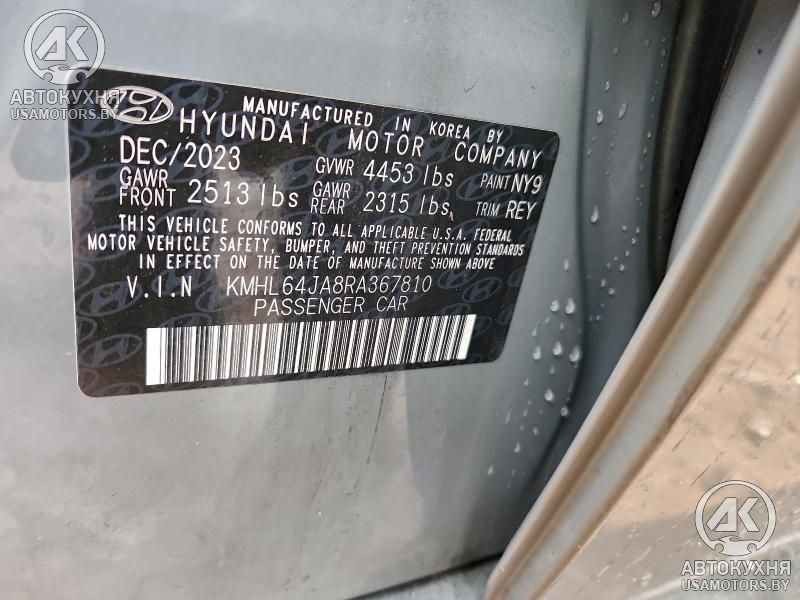 AK
АВТОКУХНЯ
USAMOTORS.BY
MANUFACTURED IN KOREA BY
HYUNDAI MOTOR COMPANY
DEC/2023 GVWR 4453 lbs PAINT NY9
GAWR FRONT 2513 lbs GAWR REAR 2315 lbs TRIM REY
THIS VEHICLE CONFORMS TO ALL APPLICABLE U.S.A. FEDERAL
MOTOR VEHICLE SAFETY, BUMPER, AND THEFT PREVENTION STANDARDS
IN EFFECT ON THE DATE OF MANUFACTURE SHOWN ABOVE
V.I.N KMHL64JA8RA367810
PASSENGER CAR
AK
АВТОКУХНЯ
USAMOTORS.BY